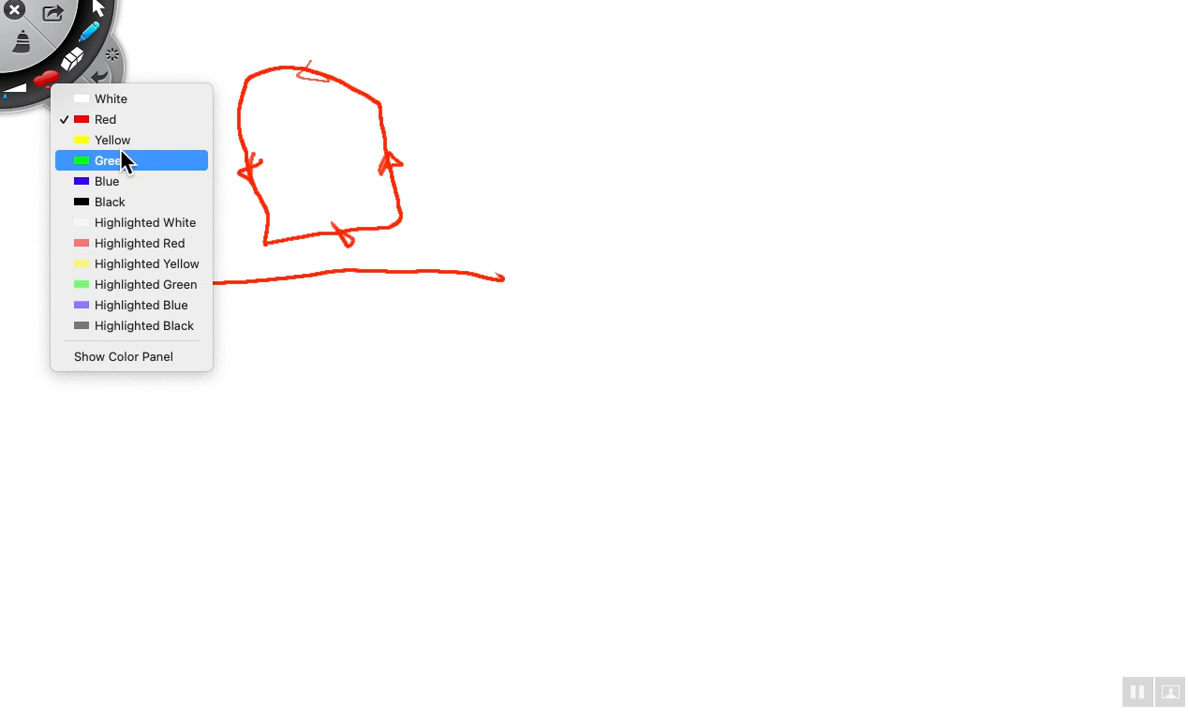 White
Red
Yellow
Gree
Blue
Black
Highlighted White
Highlighted Red
Highlighted Yellow
Highlighted Green
Highlighted Blue
Highlighted Black
Show Color Panel